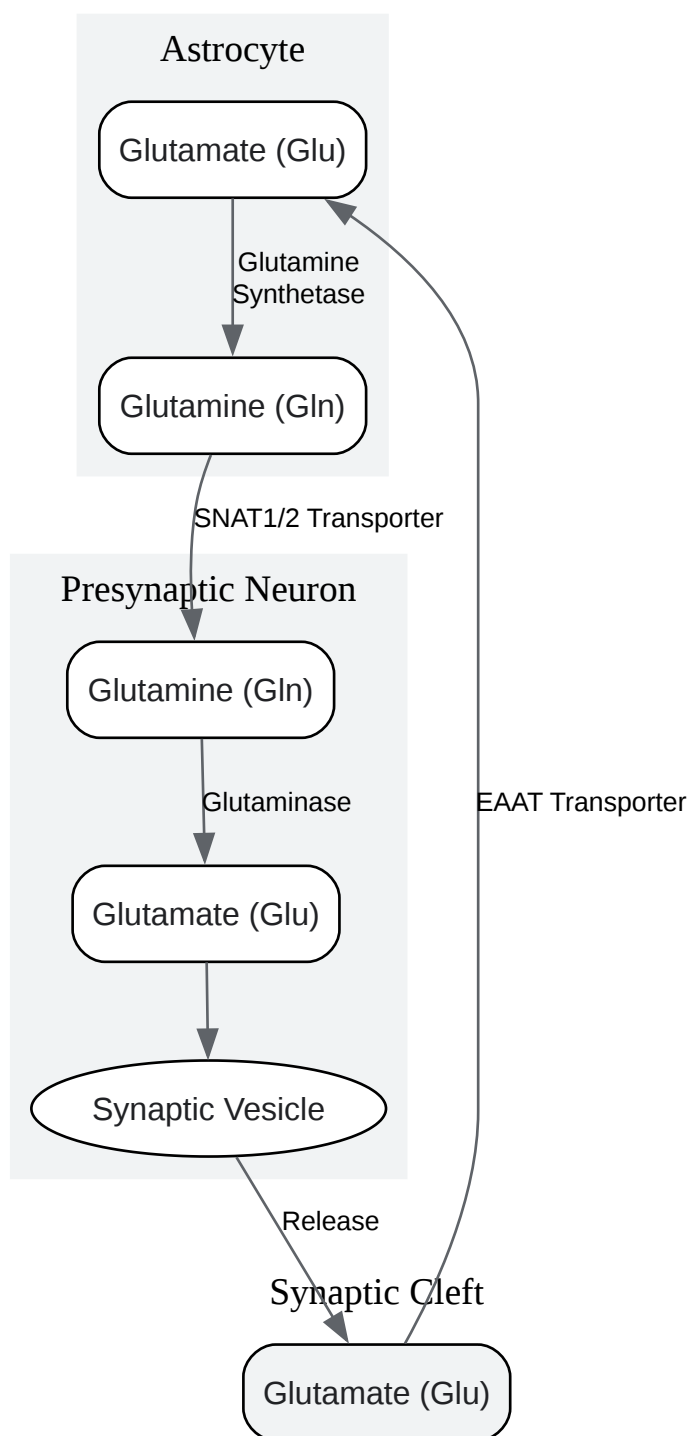 Astrocyte
Glutamate (Glu)
Glutamine
Synthetase
Glutamine (Gln)
SNAT1/2 Transporter
Presynaptic Neuron
Glutamine (Gln)
Glutaminase
EAAT Transporter
Glutamate (Glu)
Synaptic Vesicle
Release
Synaptic Cleft
Glutamate (Glu)